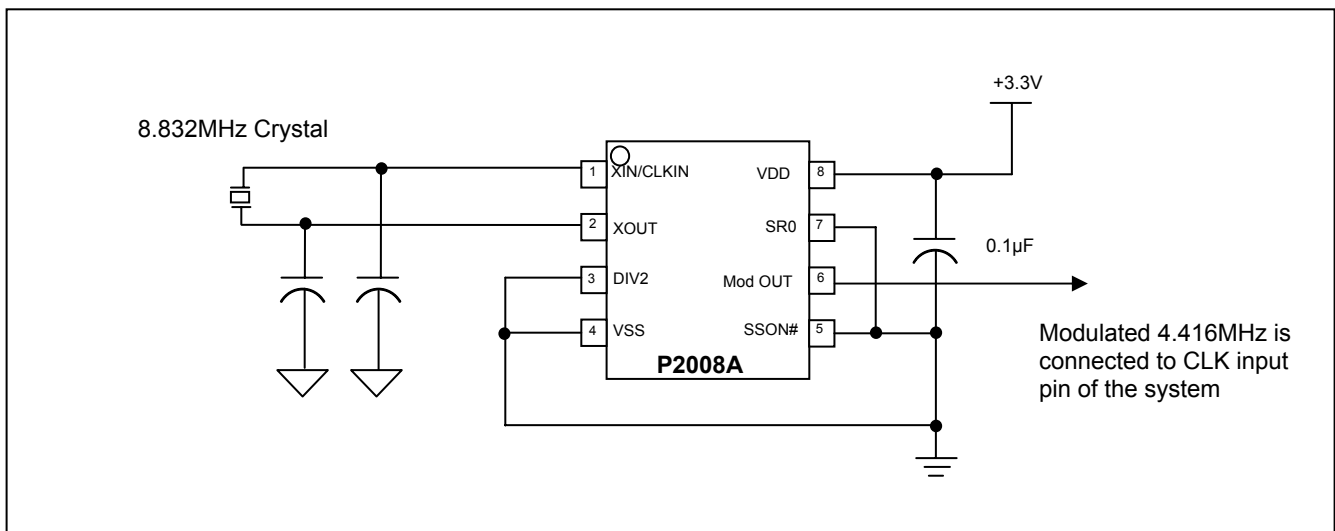 +3.3V
8.832MHz Crystal
1 XIN/CLKIN VDD 8
2 XOUT SR0 7
0.1µF
3 DIV2 Mod OUT 6
4 VSS SSON# 5
P2008A
Modulated 4.416MHz is
connected to CLK input
pin of the system